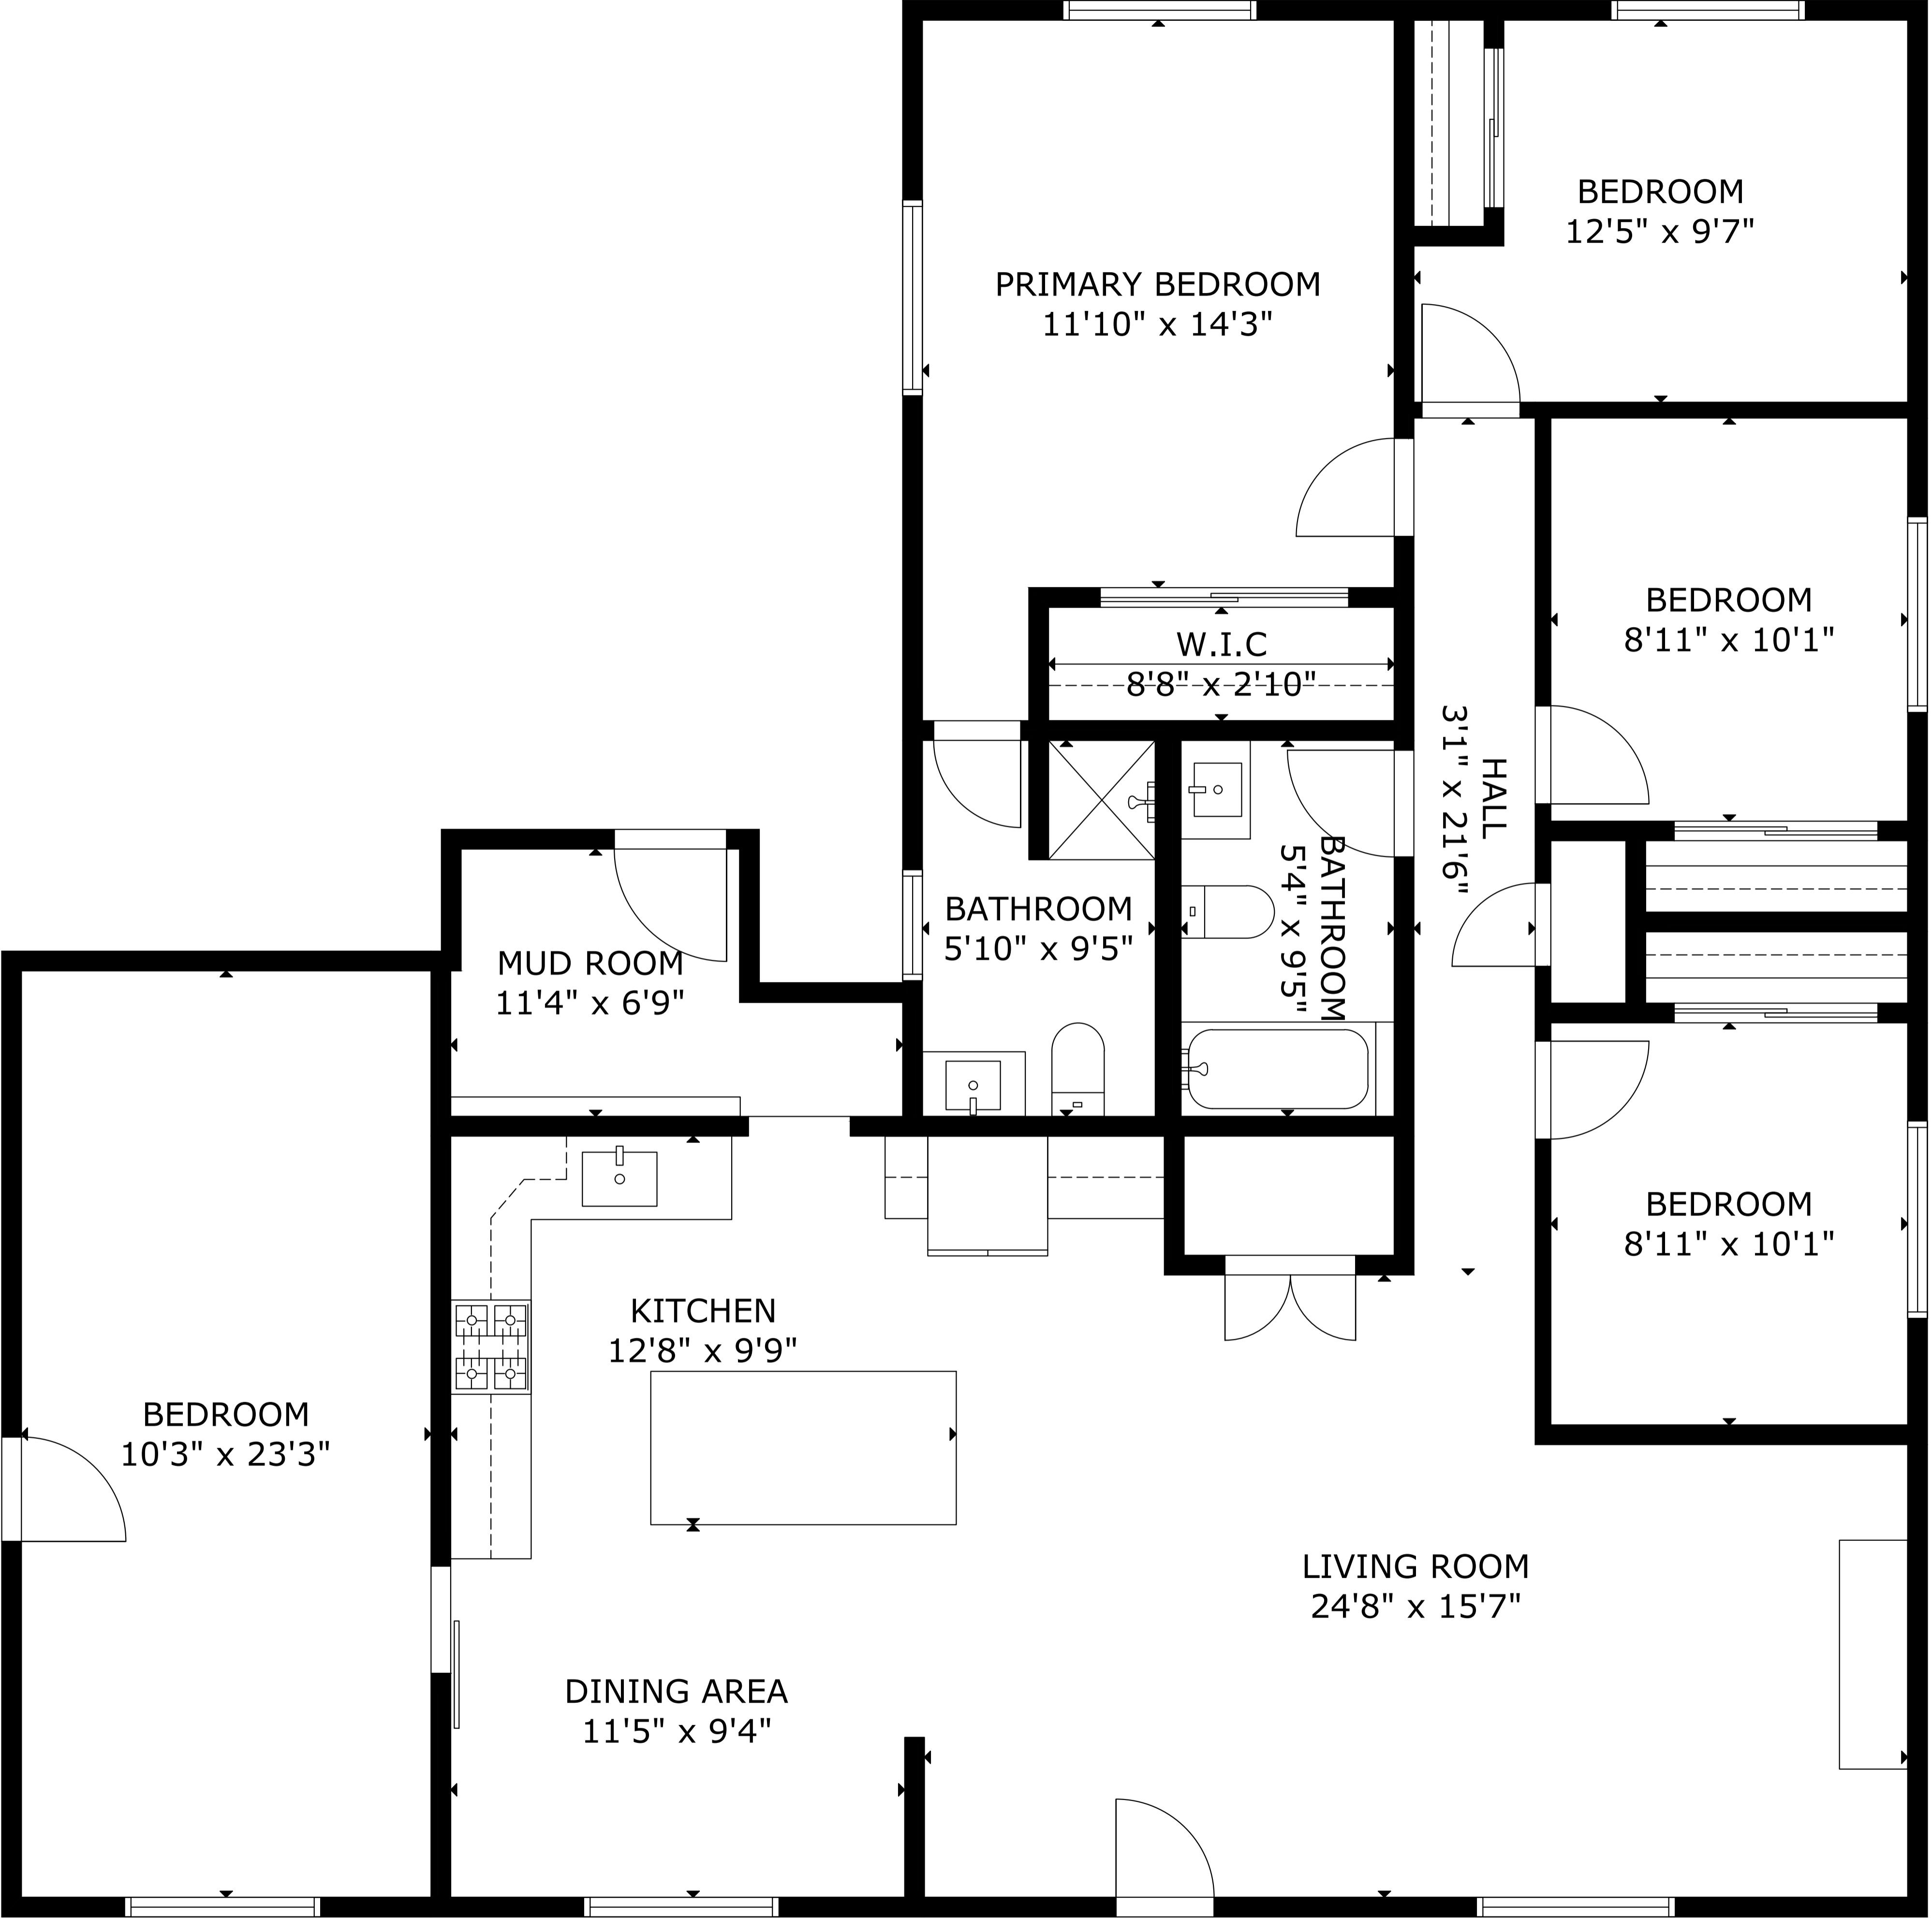 BEDROOM
12'5" x 9'7"
PRIMARY BEDROOM
11'10" x 14'3"
BEDROOM
8'11" x 10'1"
W.I.C
8'8" x 2'10"
HALL
3'1" x 21'6"
BATHROOM
5'10" x 9'5"
BATHROOM
5'4" x 9'5"
MUD ROOM
11'4" x 6'9"
BEDROOM
8'11" x 10'1"
KITCHEN
12'8" x 9'9"
BEDROOM
10'3" x 23'3"
LIVING ROOM
24'8" x 15'7"
DINING AREA
11'5" x 9'4"